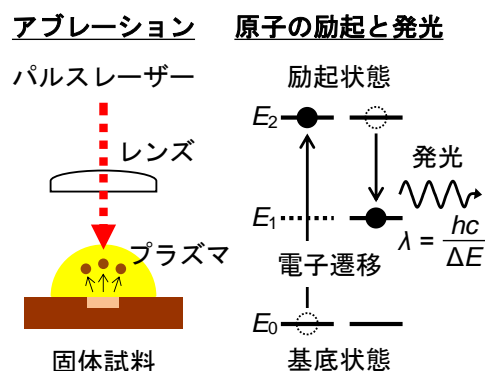 アブレーション
パルスレーザー
レンズ
プラズマ
固体試料
原子の励起と発光
励起状態
E2
発光
E1
λ = hc/ΔE
電子遷移
E0
基底状態